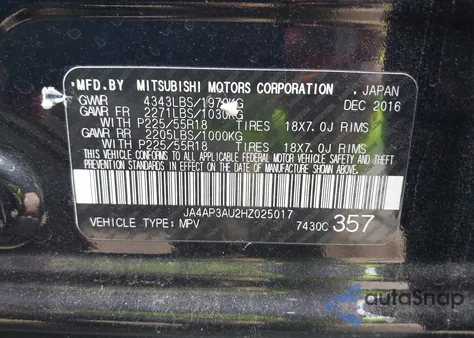 MFD.BY MITSUBISHI MOTORS CORPORATION . JAPAN
GVWR 4343LBS/1970KG DEC 2016
GAWR FR 2271LBS/1030KG
WITH P225/55R18 TIRES 18X7.0J RIMS
GAWR RR 2205LBS/1000KG
WITH P225/55R18 TIRES 18X7.0J RIMS
THIS VEHICLE CONFORMS TO ALL APPLICABLE FEDERAL MOTOR VEHICLE SAFETY
AND THEFT PREVENTION STANDARDS IN EFFECT ON THE DATE OF
MANUFACTURE SHOWN ABOVE.
JA4AP3AU2HZ025017
VEHICLE TYPE: MPV 7430C 357
autoSnap